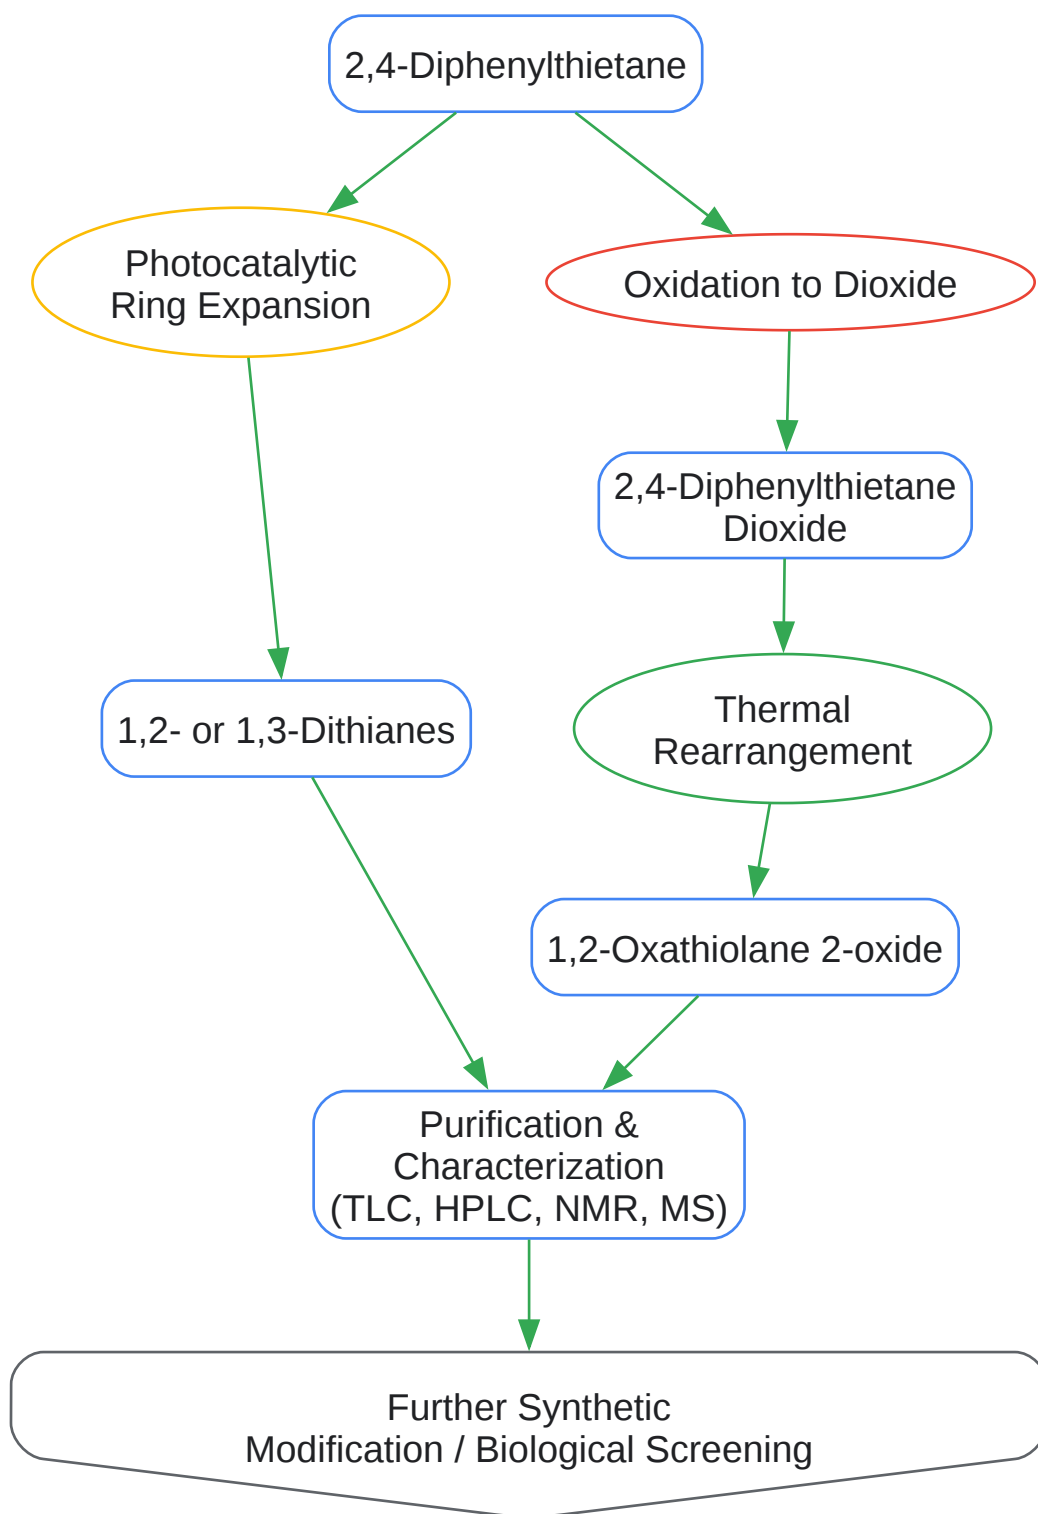 2,4-Diphenylthietane
Photocatalytic
Ring Expansion
Oxidation to Dioxide
2,4-Diphenylthietane
Dioxide
1,2- or 1,3-Dithianes
Thermal
Rearrangement
1,2-Oxathiolane 2-oxide
Purification &
Characterization
(TLC, HPLC, NMR, MS)
Further Synthetic
Modification / Biological Screening